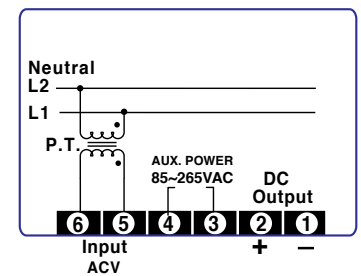 Neutral
L2
L1
P.T.
AUX. POWER
85~265VAC
DC
Output
6 5 4 3 2 1
Input
ACV
+ –